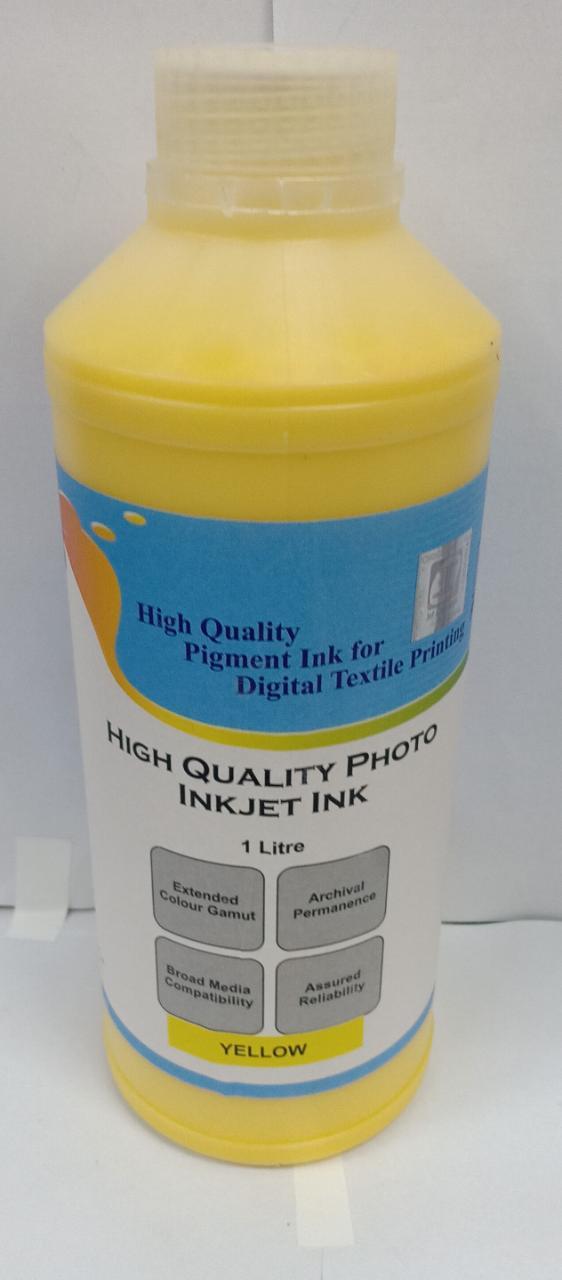 High Quality
Pigment Ink for
Digital Textile Printing
HIGH QUALITY PHOTO
INKJET INK
1 Litre
Extended
Colour Gamut
Archival
Permanence
Broad Media
Compatibility
Assured
Reliability
YELLOW